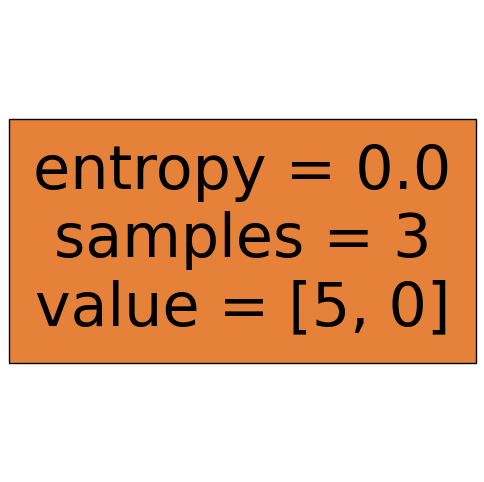 entropy = 0.0
samples = 3
value = [5, 0]